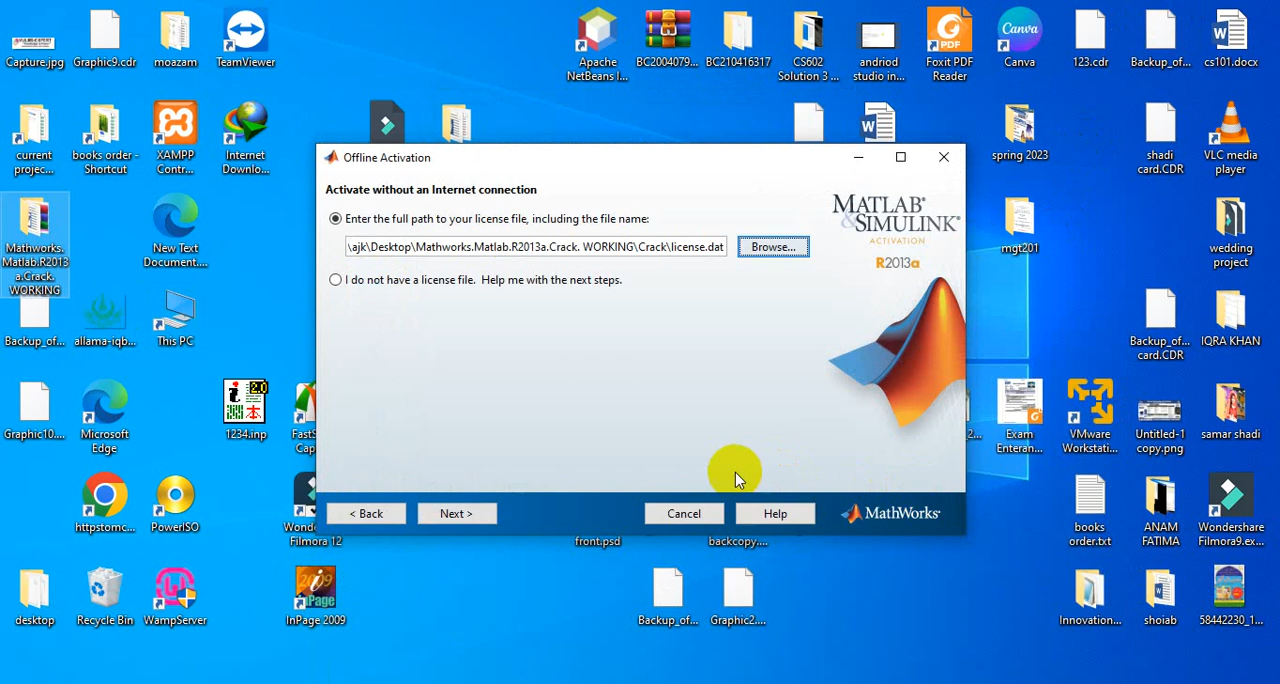 Capture.jpg
Graphic9.cdr
moazam
TeamViewer
Apache
NetBeans I...
BC2004079...
BC210416317
CS602
Solution 3 ...
andriod
studio in...
Foxit PDF
Reader
Canva
123.cdr
Backup_of...
cs101.docx
current
projec...
books order -
Shortcut
XAMPP
Contr...
Internet
Downlo...
spring 2023
shadi
card.CDR
VLC media
player
Mathworks.
Matlab.R2013
a.Crack.
WORKING
New Text
Document....
mgt201
wedding
project
Offline Activation
Activate without an Internet connection
Enter the full path to your license file, including the file name:
\ajk\Desktop\Mathworks.Matlab.R2013a.Crack. WORKING\Crack\license.dat
Browse...
I do not have a license file. Help me with the next steps.
MATLAB®
&SIMULINK®
ACTIVATION
R2013a
< Back
Next >
Cancel
Help
MathWorks®
Backup_of...
allama-iqb...
This PC
Backup_of...
card.CDR
IQRA KHAN
Graphic10....
Microsoft
Edge
1234.inp
FastS
Cap
Exam
Enteran...
VMware
Workstati...
Untitled-1
copy.png
samar shadi
httpstomc...
PowerISO
Wond
Filmora 12
front.psd
backcopy....
books
order.txt
ANAM
FATIMA
Wondershare
Filmora9.ex...
desktop
Recycle Bin
WampServer
InPage 2009
Backup_of...
Graphic2....
Innovation...
shoiab
58442230_1...